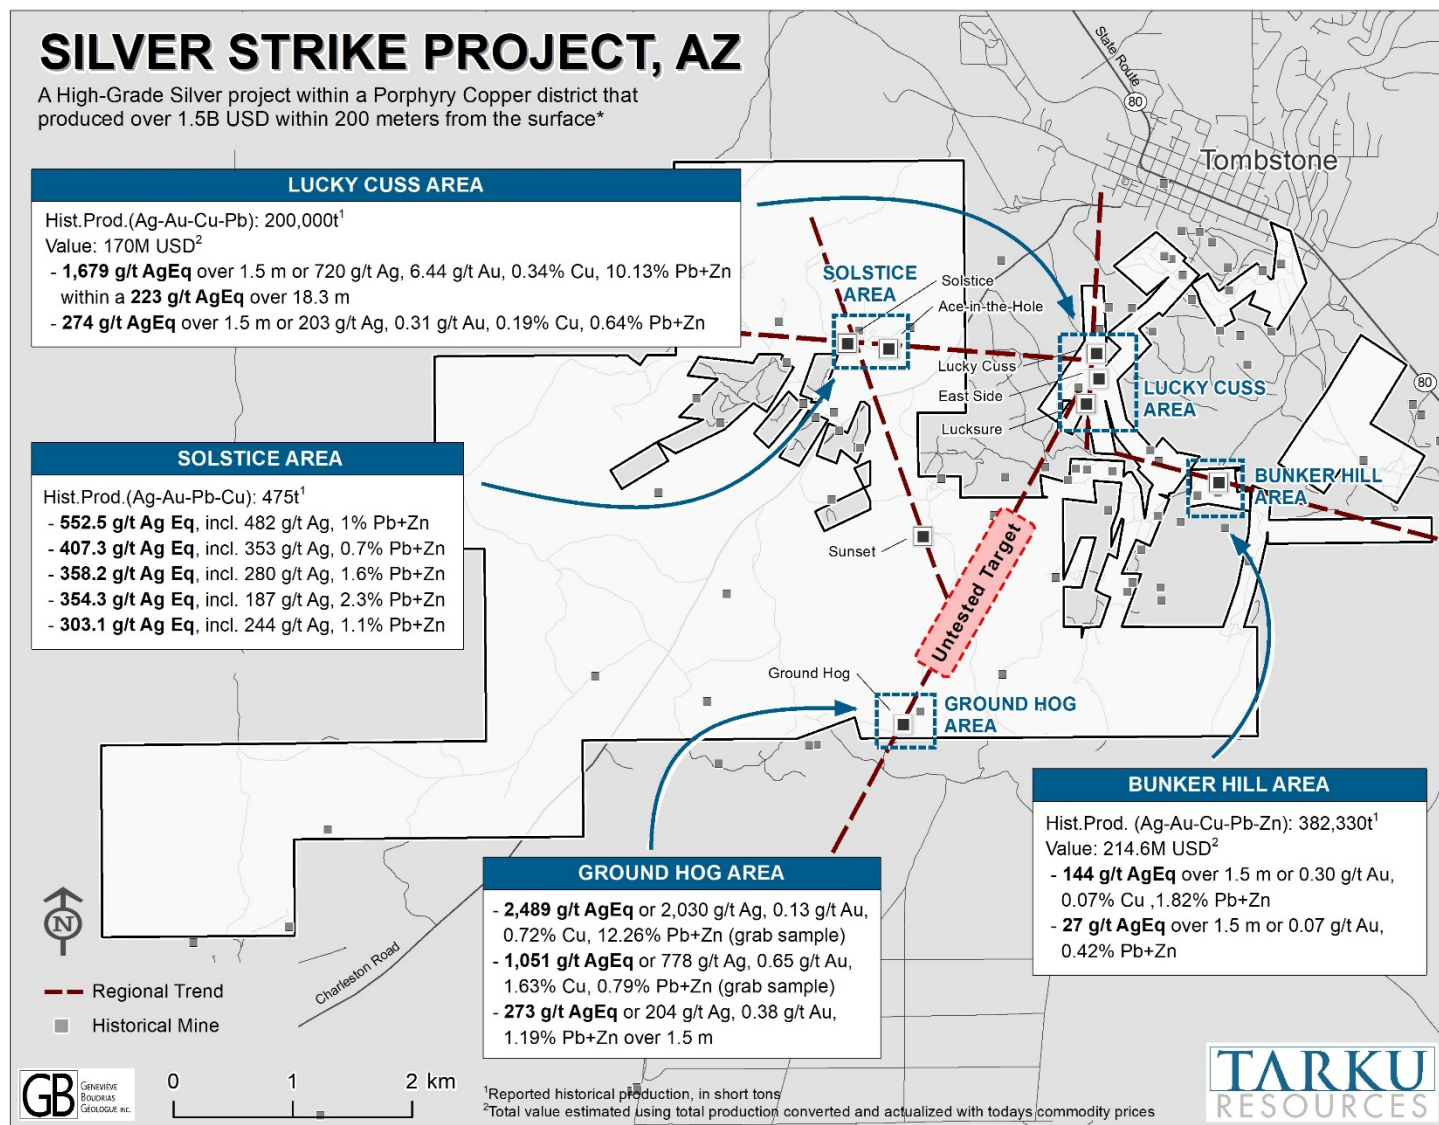 SILVER STRIKE PROJECT, AZ
A High-Grade Silver project within a Porphyry Copper district that
produced over 1.5B USD within 200 meters from the surface*
State Route
80
Tombstone
LUCKY CUSS AREA
Hist.Prod.(Ag-Au-Cu-Pb): 200,000t¹
Value: 170M USD²
- 1,679 g/t AgEq over 1.5 m or 720 g/t Ag, 6.44 g/t Au, 0.34% Cu, 10.13% Pb+Zn
within a 223 g/t AgEq over 18.3 m
- 274 g/t AgEq over 1.5 m or 203 g/t Ag, 0.31 g/t Au, 0.19% Cu, 0.64% Pb+Zn
SOLSTICE
AREA
Solstice
Ace-in-the-Hole
Lucky Cuss
East Side
Lucksure
LUCKY CUSS
AREA
80
SOLSTICE AREA
Hist.Prod.(Ag-Au-Pb-Cu): 475t¹
- 552.5 g/t Ag Eq, incl. 482 g/t Ag, 1% Pb+Zn
- 407.3 g/t Ag Eq, incl. 353 g/t Ag, 0.7% Pb+Zn
- 358.2 g/t Ag Eq, incl. 280 g/t Ag, 1.6% Pb+Zn
- 354.3 g/t Ag Eq, incl. 187 g/t Ag, 2.3% Pb+Zn
- 303.1 g/t Ag Eq, incl. 244 g/t Ag, 1.1% Pb+Zn
BUNKER HILL
AREA
Sunset
Untested Target
Ground Hog
GROUND HOG
AREA
BUNKER HILL AREA
Hist.Prod. (Ag-Au-Cu-Pb-Zn): 382,330t¹
Value: 214.6M USD²
- 144 g/t AgEq over 1.5 m or 0.30 g/t Au,
0.07% Cu ,1.82% Pb+Zn
- 27 g/t AgEq over 1.5 m or 0.07 g/t Au,
0.42% Pb+Zn
GROUND HOG AREA
- 2,489 g/t AgEq or 2,030 g/t Ag, 0.13 g/t Au,
0.72% Cu, 12.26% Pb+Zn (grab sample)
- 1,051 g/t AgEq or 778 g/t Ag, 0.65 g/t Au,
1.63% Cu, 0.79% Pb+Zn (grab sample)
- 273 g/t AgEq or 204 g/t Ag, 0.38 g/t Au,
1.19% Pb+Zn over 1.5 m
N
Charleston Road
Regional Trend
Historical Mine
GB GENEVIÈVE
BOUDRIAS
GÉOLOGUE INC.
0 1 2 km
¹Reported historical production, in short tons
²Total value estimated using total production converted and actualized with todays commodity prices
TARKU
RESOURCES